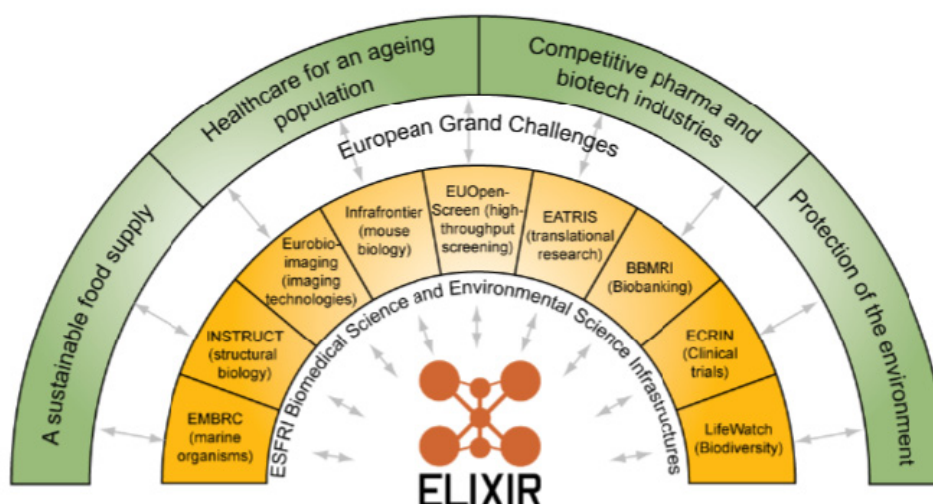 A sustainable food supply
Healthcare for an ageing
population
Competitive pharma and
biotech industries
Protection of the environment
European Grand Challenges
EMBRC
(marine
organisms)
INSTRUCT
(structural
biology)
Eurobio-
imaging
(imaging
technologies)
Infrafrontier
(mouse
biology)
EUOpen-
Screen (high-
throughput
screening)
EATRIS
(translational
research)
BBMRI
(Biobanking)
ECRIN
(Clinical
trials)
LifeWatch
(Biodiversity)
ESFRI Biomedical Science and Environmental Science Infrastructures
ELIXIR